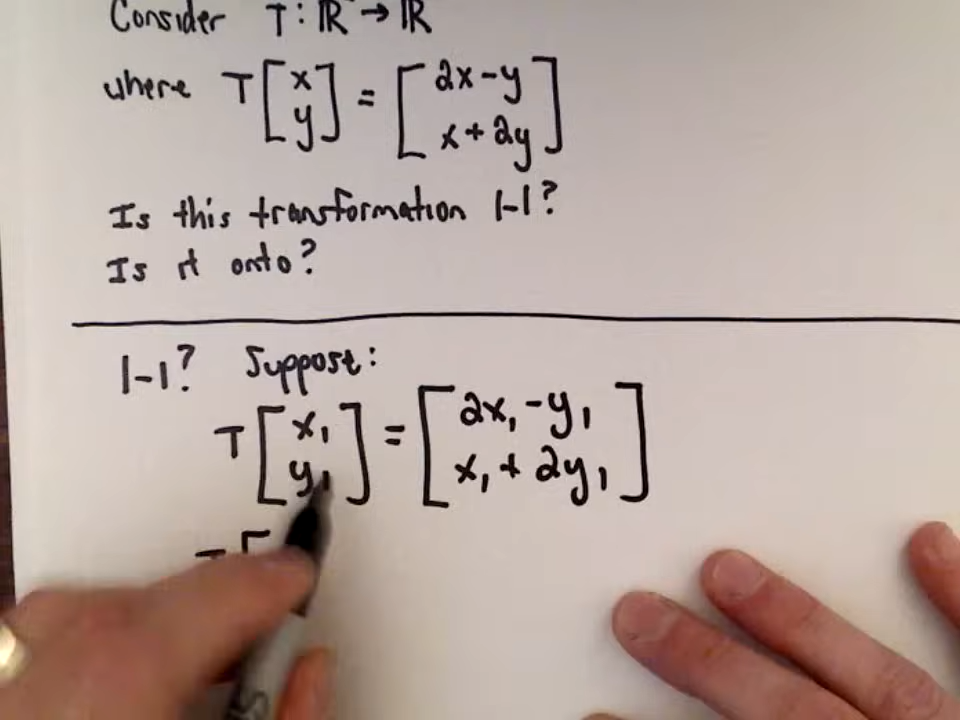 Consider T : ℝ → ℝ
where T [x y] = [2x - y x + 2y]
Is this transformation 1-1?
Is it onto?
1-1? Suppose:
T [x₁ y₁] = [2x₁ - y₁ x₁ + 2y₁]
T [